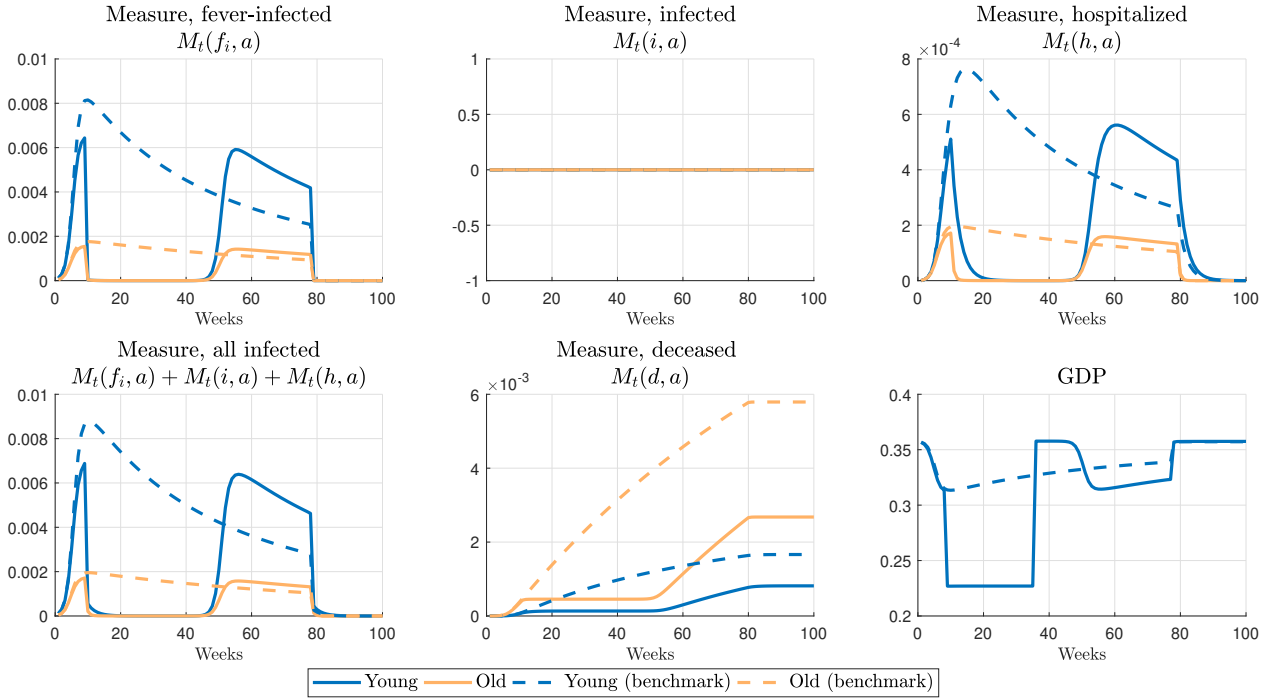 Measure, fever-infected
M_t(f_i, a)
0.01
0.008
0.006
0.004
0.002
0
0 20 40 60 80 100
Weeks
Measure, infected
M_t(i, a)
1
0.5
0
-0.5
-1
0 20 40 60 80 100
Weeks
Measure, hospitalized
M_t(h, a)
×10^-4
8
6
4
2
0
0 20 40 60 80 100
Weeks
Measure, all infected
M_t(f_i, a) + M_t(i, a) + M_t(h, a)
0.01
0.008
0.006
0.004
0.002
0
0 20 40 60 80 100
Weeks
Measure, deceased
M_t(d, a)
×10^-3
6
4
2
0
0 20 40 60 80 100
Weeks
GDP
0.4
0.35
0.3
0.25
0.2
0 20 40 60 80 100
Weeks
Young Old Young (benchmark) Old (benchmark)